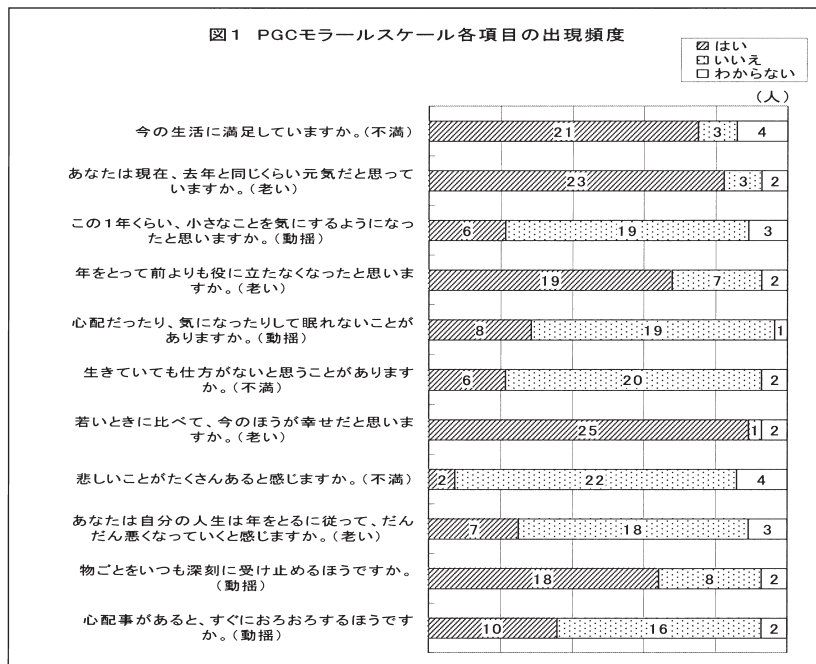 図1 PGCモラールスケール各項目の出現頻度
はい
いいえ
わからない
(人)
今の生活に満足していますか。(不満)
21 3 4
あなたは現在、去年と同じくらい元気だと思って
いますか。(老い)
23 3 2
この1年くらい、小さなことを気にするようになっ
たと思いますか。(動揺)
6 19 3
年をとって前よりも役に立たなくなったと思いま
すか。(老い)
19 7 2
心配だったり、気になったりして眠れないことが
ありますか。(動揺)
8 19 1
生きていても仕方がないと思うことがあります
か。(不満)
6 20 2
若いときに比べて、今のほうが幸せだと思いま
すか。(老い)
25 1 2
悲しいことがたくさんあると感じますか。(不満)
2 22 4
あなたは自分の人生は年をとるに従って、だん
だん悪くなっていくと感じますか。(老い)
7 18 3
物ごとをいつも深刻に受け止めるほうですか。
(動揺)
18 8 2
心配事があると、すぐにおろおろするほうです
か。(動揺)
10 16 2